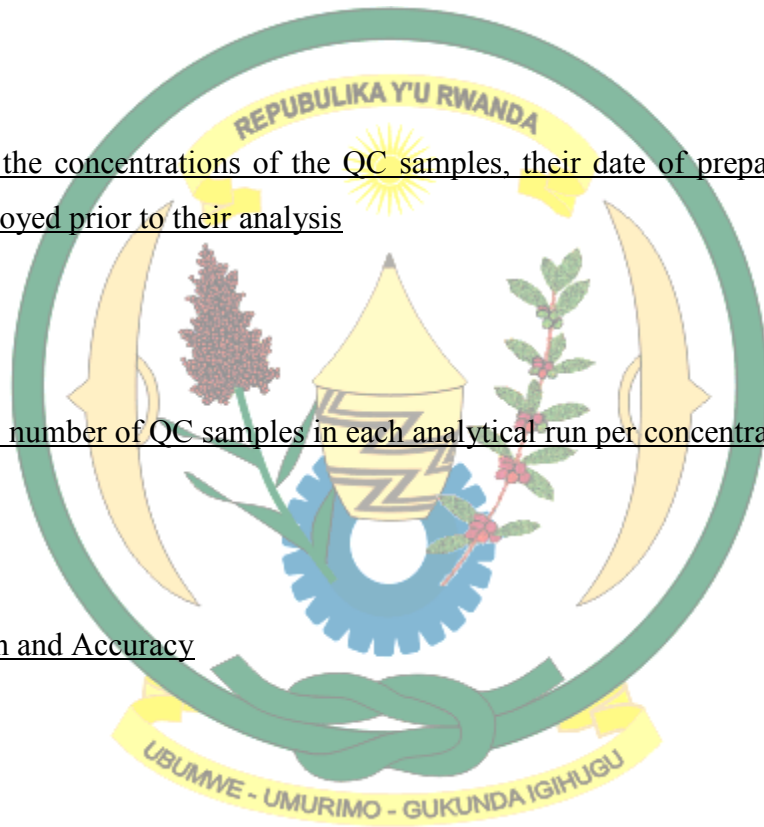 REPUBULIKA Y'U RWANDA
the concentrations of the QC samples, their date of prepa
oyed prior to their analysis
number of QC samples in each analytical run per concentra
and Accuracy
UBUMWE - UMURIMO - GUKUNDA IGIHUGU